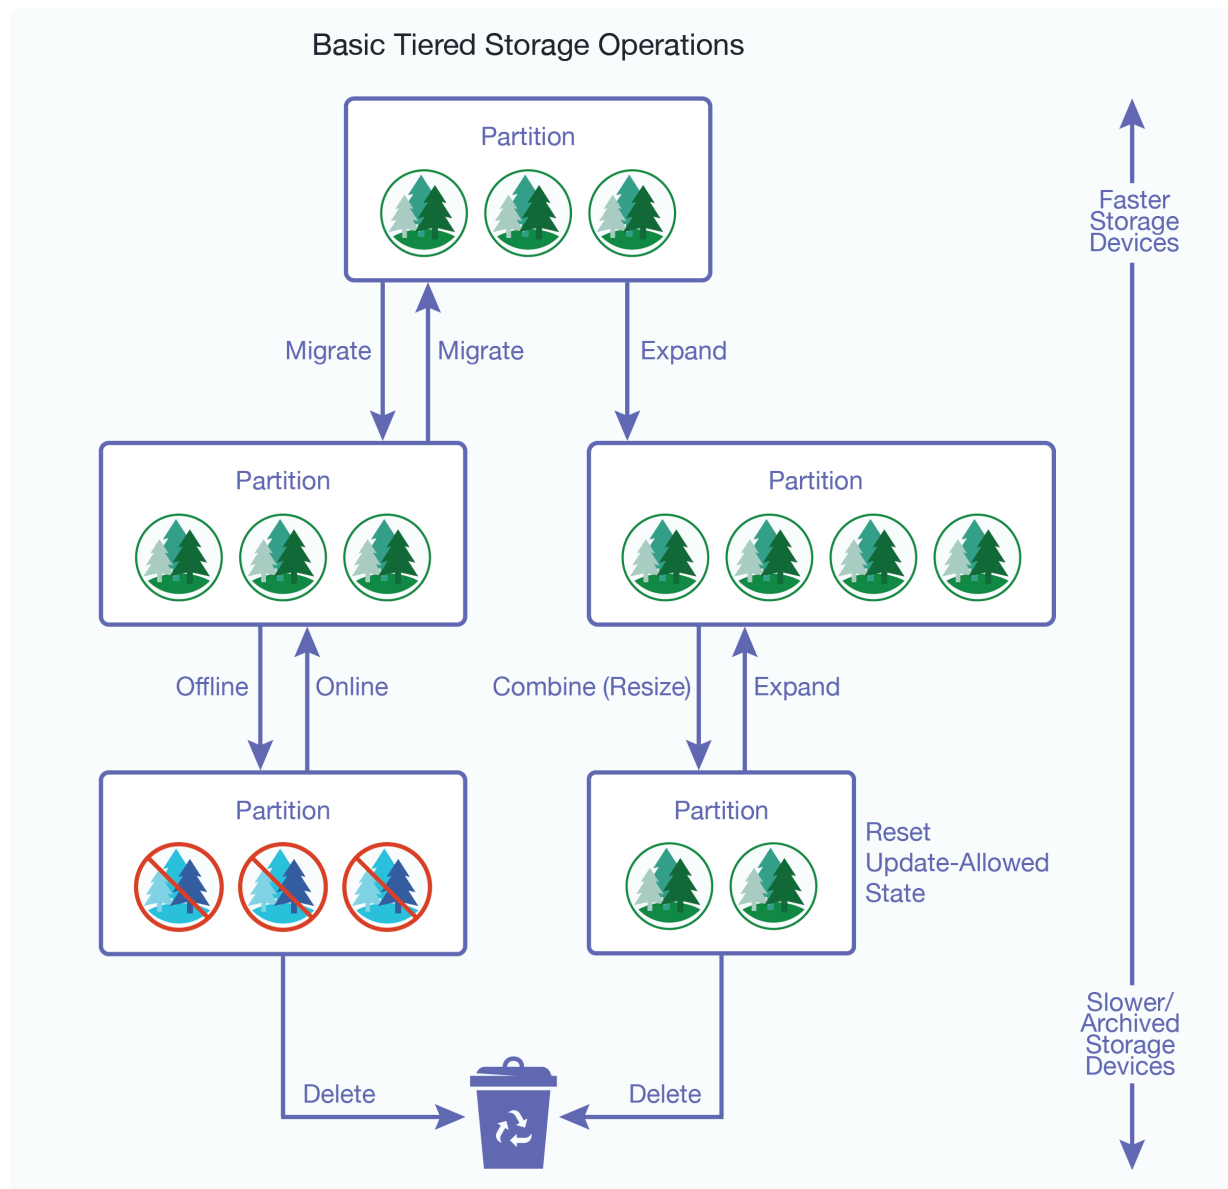 Basic Tiered Storage Operations
Partition
Faster
Storage
Devices
Migrate
Migrate
Expand
Partition
Partition
Offline
Online
Combine (Resize)
Expand
Partition
Partition
Reset
Update-Allowed
State
Slower/
Archived
Storage
Devices
Delete
Delete